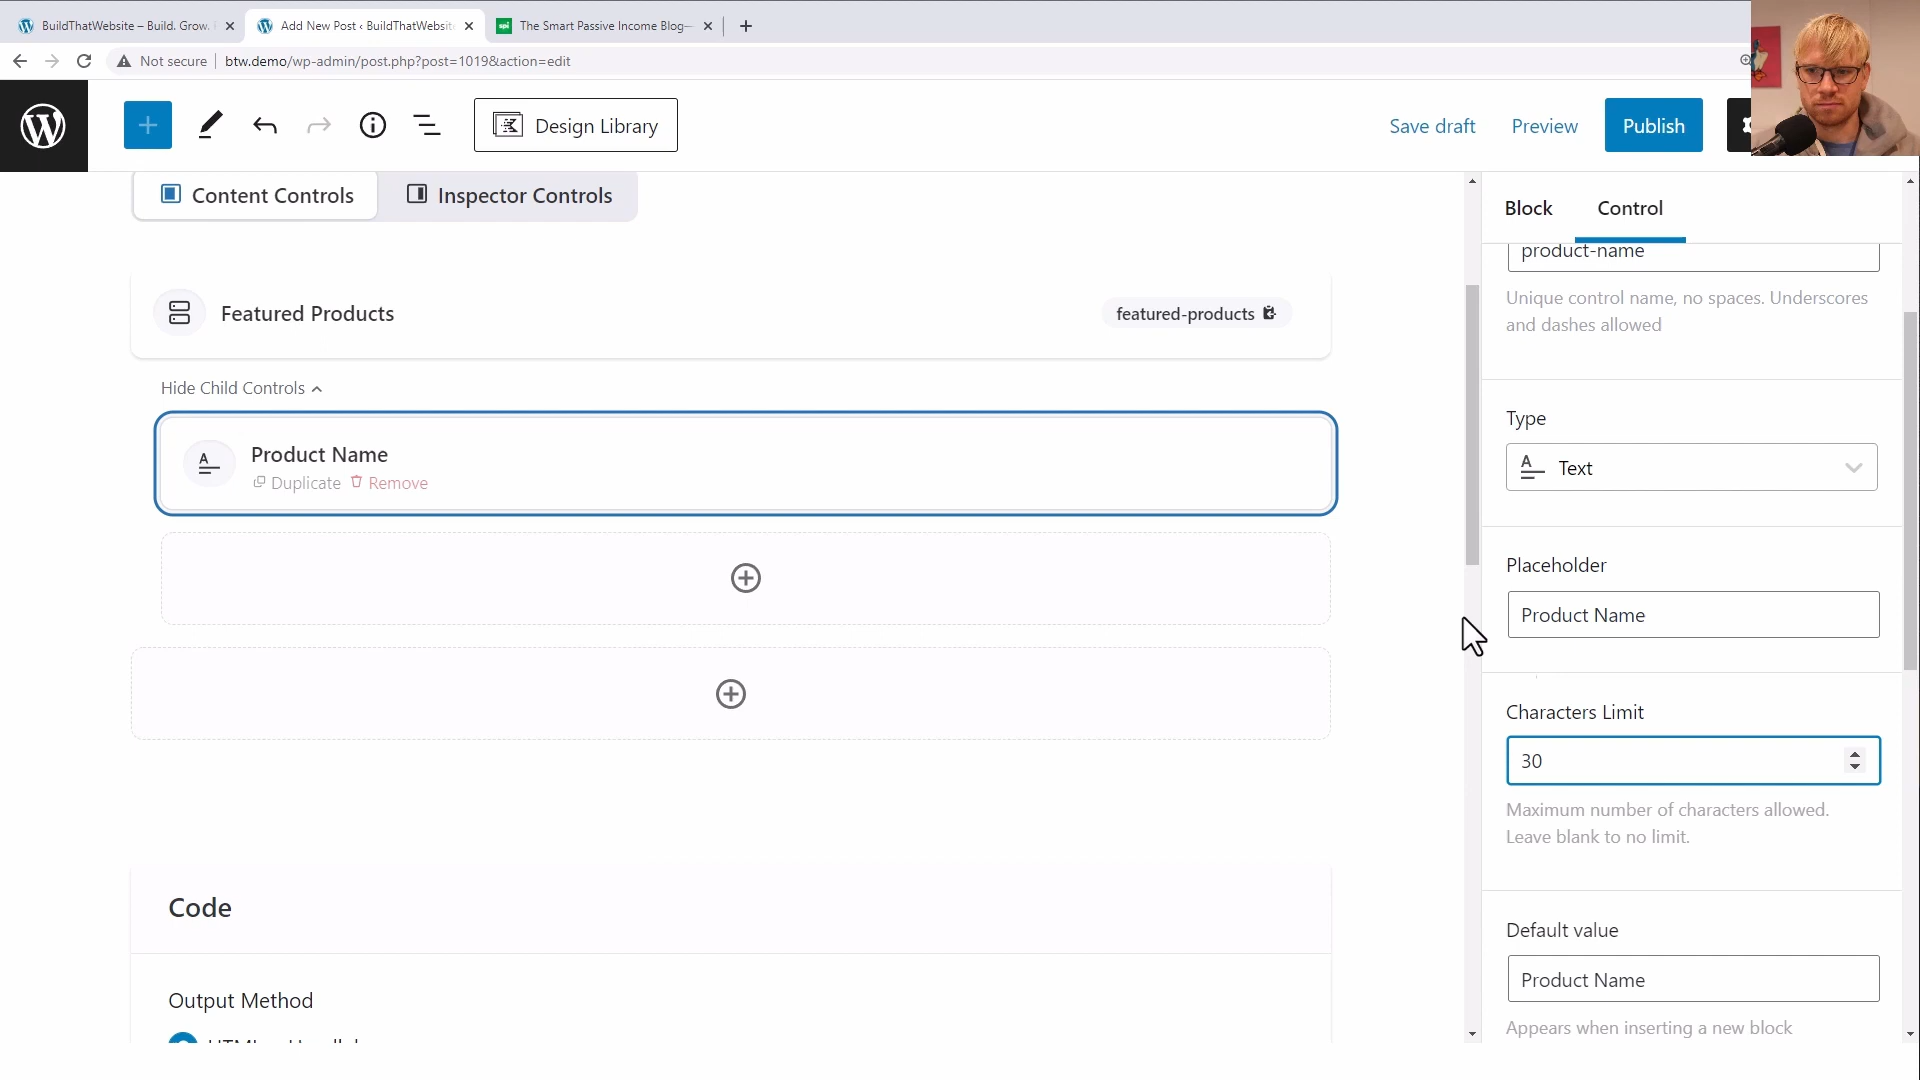 BuildThatWebsite – Build. Grow.
Add New Post ‹ BuildThatWebsite
spi The Smart Passive Income Blog—
Not secure btw.demo/wp-admin/post.php?post=1019&action=edit
Design Library
Save draft
Preview
Publish
Content Controls
Inspector Controls
Featured Products
featured-products
Hide Child Controls
Product Name
Duplicate
Remove
Code
Output Method
Block
Control
product-name
Unique control name, no spaces. Underscores
and dashes allowed
Type
Text
Placeholder
Product Name
Characters Limit
30
Maximum number of characters allowed.
Leave blank to no limit.
Default value
Product Name
Appears when inserting a new block